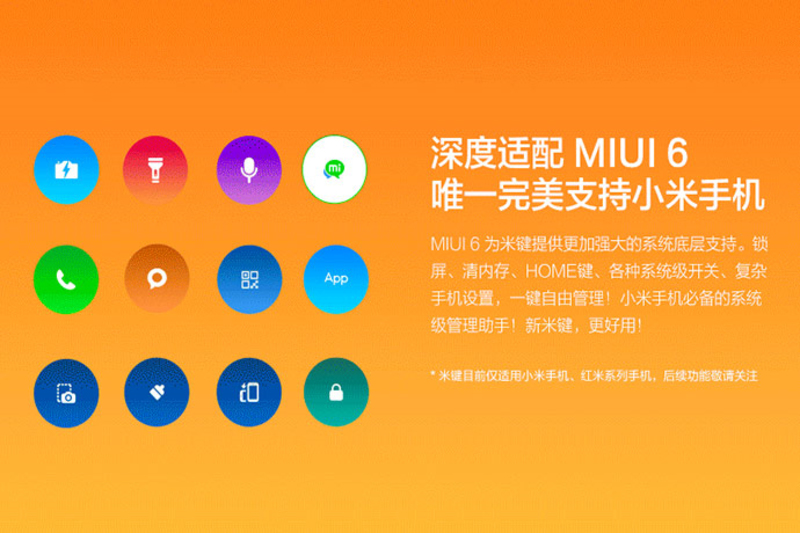 深度适配 MIUI 6
唯一完美支持小米手机
MIUI 6 为米键提供更加强大的系统底层支持。锁
屏、清内存、HOME键、各种系统级开关、复杂
手机设置，一键自由管理！小米手机必备的系统
级管理助手！新米键，更好用！
* 米键目前仅适用小米手机、红米系列手机，后续功能敬请关注
mi
App